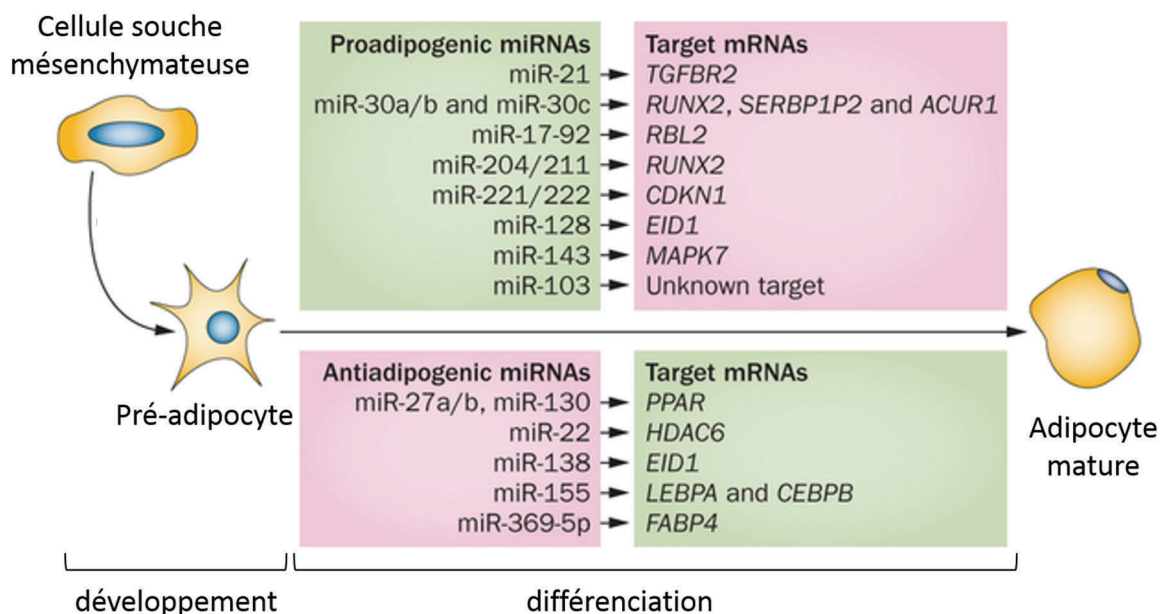 Cellule souche
mésenchymateuse
Proadipogenic miRNAs
Target mRNAs
miR-21
TGFBR2
miR-30a/b and miR-30c
RUNX2, SERBP1P2 and ACUR1
miR-17-92
RBL2
miR-204/211
RUNX2
miR-221/222
CDKN1
miR-128
EID1
miR-143
MAPK7
miR-103
Unknown target
Pré-adipocyte
Antiadipogenic miRNAs
Target mRNAs
miR-27a/b, miR-130
PPAR
miR-22
HDAC6
miR-138
EID1
miR-155
LEBPA and CEBPB
miR-369-5p
FABP4
Adipocyte
mature
développement
différenciation